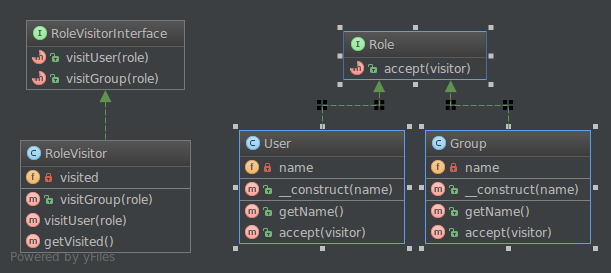 RoleVisitorInterface
visitUser(role)
visitGroup(role)
Role
accept(visitor)
RoleVisitor
visited
visitGroup(role)
visitUser(role)
getVisited()
User
name
__construct(name)
getName()
accept(visitor)
Group
name
__construct(name)
getName()
accept(visitor)
Powered by yFiles